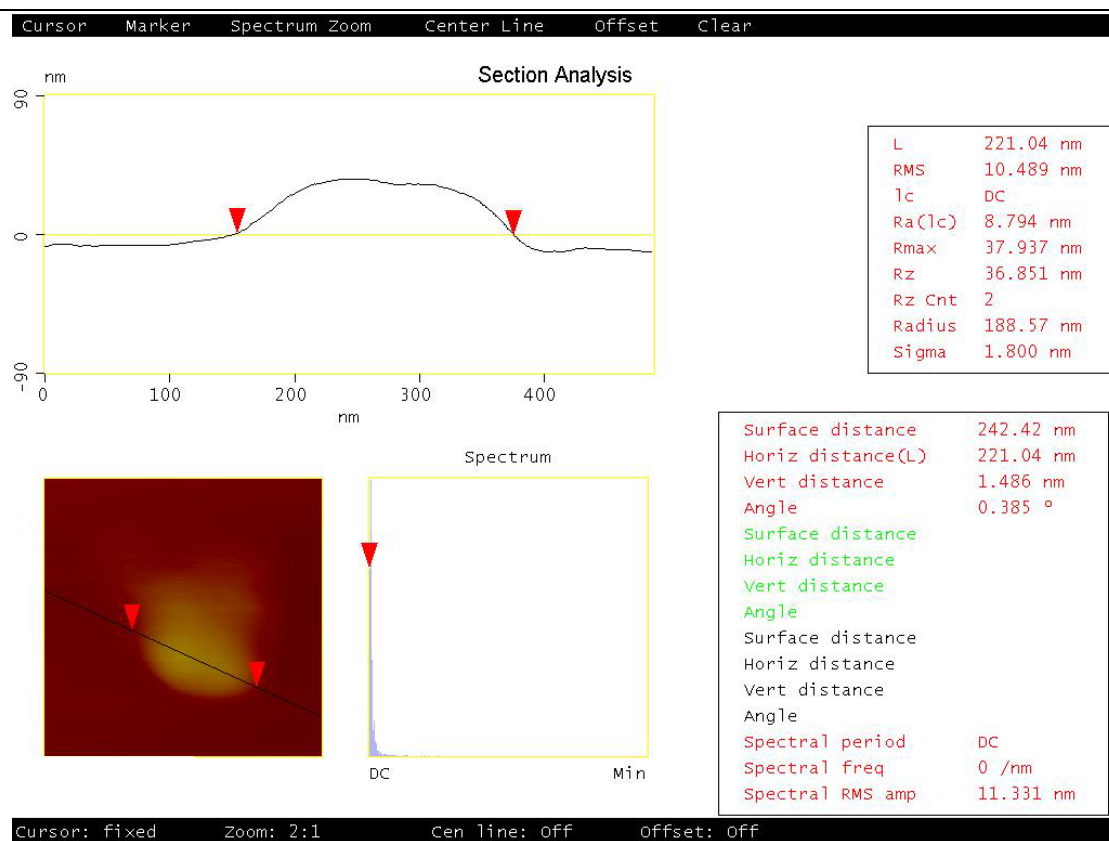 Cursor Marker Spectrum Zoom Center Line Offset Clear
Section Analysis
nm
90
0
-90
0 100 200 300 400
nm
L 221.04 nm
RMS 10.489 nm
lc DC
Ra(lc) 8.794 nm
Rmax 37.937 nm
Rz 36.851 nm
Rz Cnt 2
Radius 188.57 nm
Sigma 1.800 nm
Spectrum
DC Min
Surface distance 242.42 nm
Horiz distance(L) 221.04 nm
Vert distance 1.486 nm
Angle 0.385 °
Surface distance
Horiz distance
Vert distance
Angle
Surface distance
Horiz distance
Vert distance
Angle
Spectral period DC
Spectral freq 0 /nm
Spectral RMS amp 11.331 nm
Cursor: fixed Zoom: 2:1 Cen line: Off Offset: Off